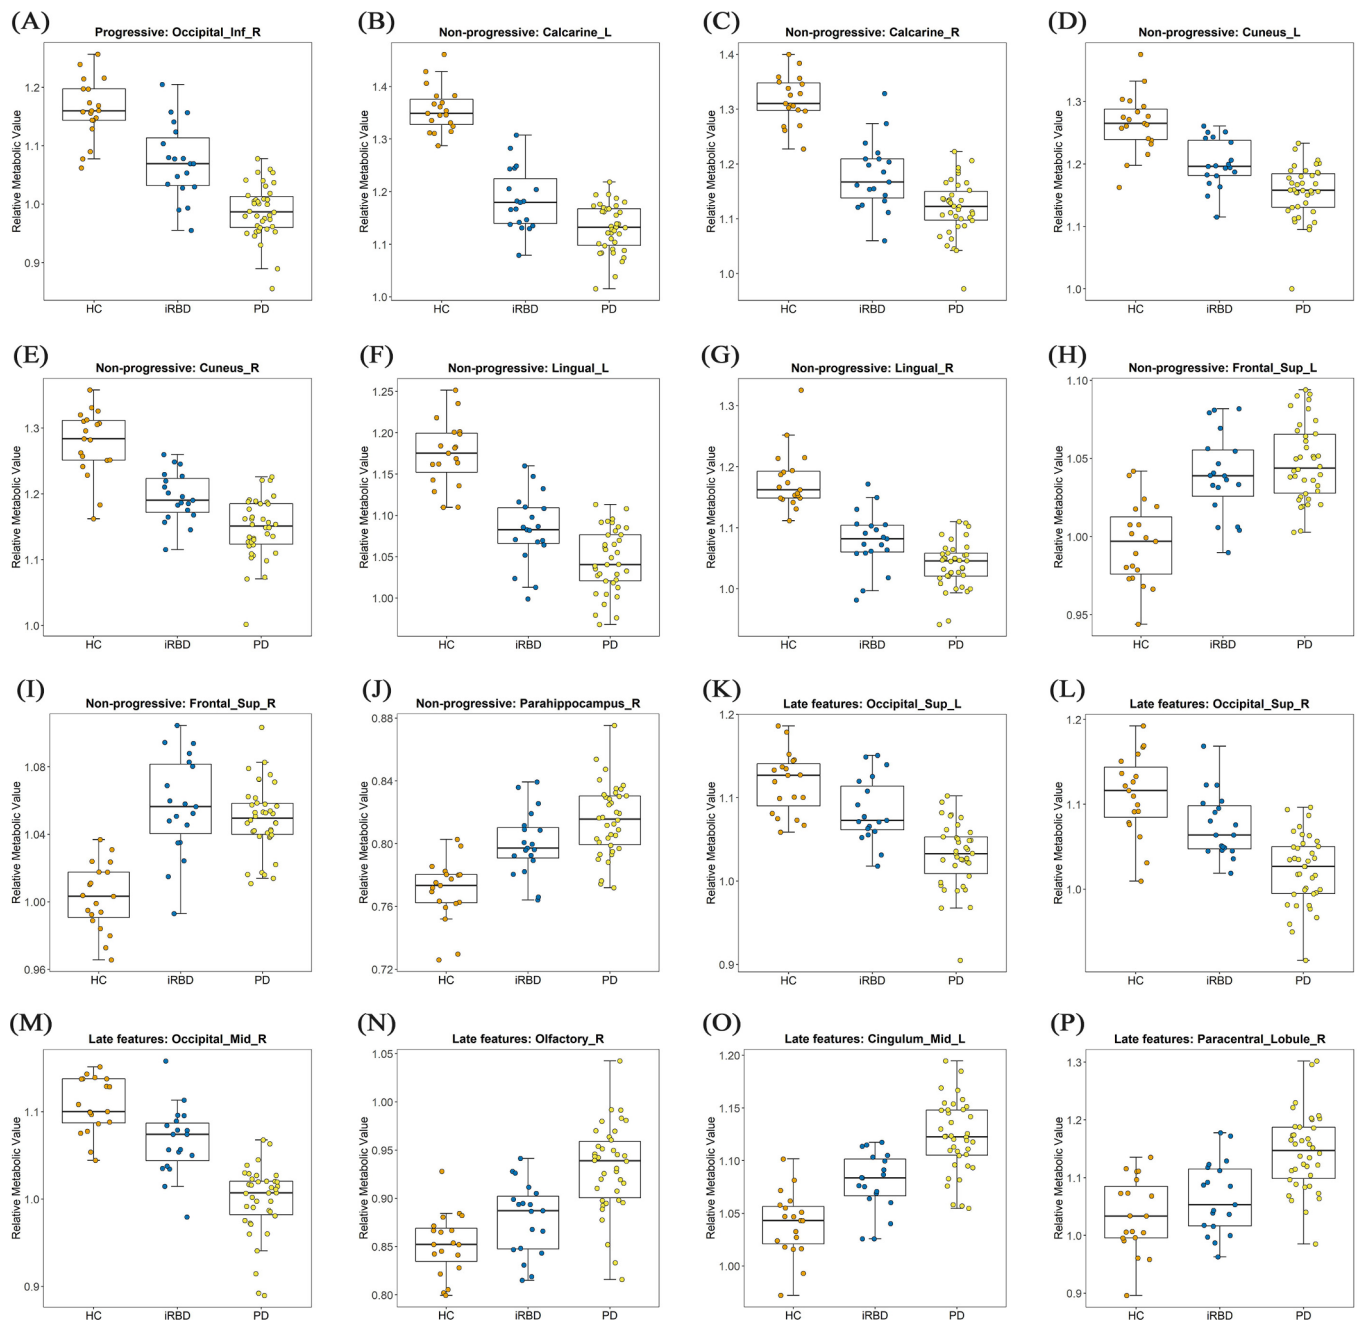 (A) (B) (C) (D)
Progressive: Occipital_Inf_R Non-progressive: Calcarine_L Non-progressive: Calcarine_R Non-progressive: Cuneus_L
Relative Metabolic Value
1.2
1.1
1.0
0.9
HC iRBD PD
Relative Metabolic Value
1.4
1.3
1.2
1.1
1.0
HC iRBD PD
Relative Metabolic Value
1.4
1.3
1.2
1.1
1.0
HC iRBD PD
Relative Metabolic Value
1.3
1.2
1.1
1.0
HC iRBD PD
(E) (F) (G) (H)
Non-progressive: Cuneus_R Non-progressive: Lingual_L Non-progressive: Lingual_R Non-progressive: Frontal_Sup_L
Relative Metabolic Value
1.3
1.2
1.1
1.0
HC iRBD PD
Relative Metabolic Value
1.25
1.20
1.15
1.10
1.05
1.00
HC iRBD PD
Relative Metabolic Value
1.3
1.2
1.1
1.0
HC iRBD PD
Relative Metabolic Value
1.10
1.05
1.00
0.95
HC iRBD PD
(I) (J) (K) (L)
Non-progressive: Frontal_Sup_R Non-progressive: Parahippocampus_R Late features: Occipital_Sup_L Late features: Occipital_Sup_R
Relative Metabolic Value
1.08
1.04
1.00
0.96
HC iRBD PD
Relative Metabolic Value
0.88
0.84
0.80
0.76
0.72
HC iRBD PD
Relative Metabolic Value
1.2
1.1
1.0
0.9
HC iRBD PD
Relative Metabolic Value
1.2
1.1
1.0
HC iRBD PD
(M) (N) (O) (P)
Late features: Occipital_Mid_R Late features: Olfactory_R Late features: Cingulum_Mid_L Late features: Paracentral_Lobule_R
Relative Metabolic Value
1.1
1.0
0.9
HC iRBD PD
Relative Metabolic Value
1.05
1.00
0.95
0.90
0.85
0.80
HC iRBD PD
Relative Metabolic Value
1.20
1.15
1.10
1.05
1.00
HC iRBD PD
Relative Metabolic Value
1.3
1.2
1.1
1.0
0.9
HC iRBD PD